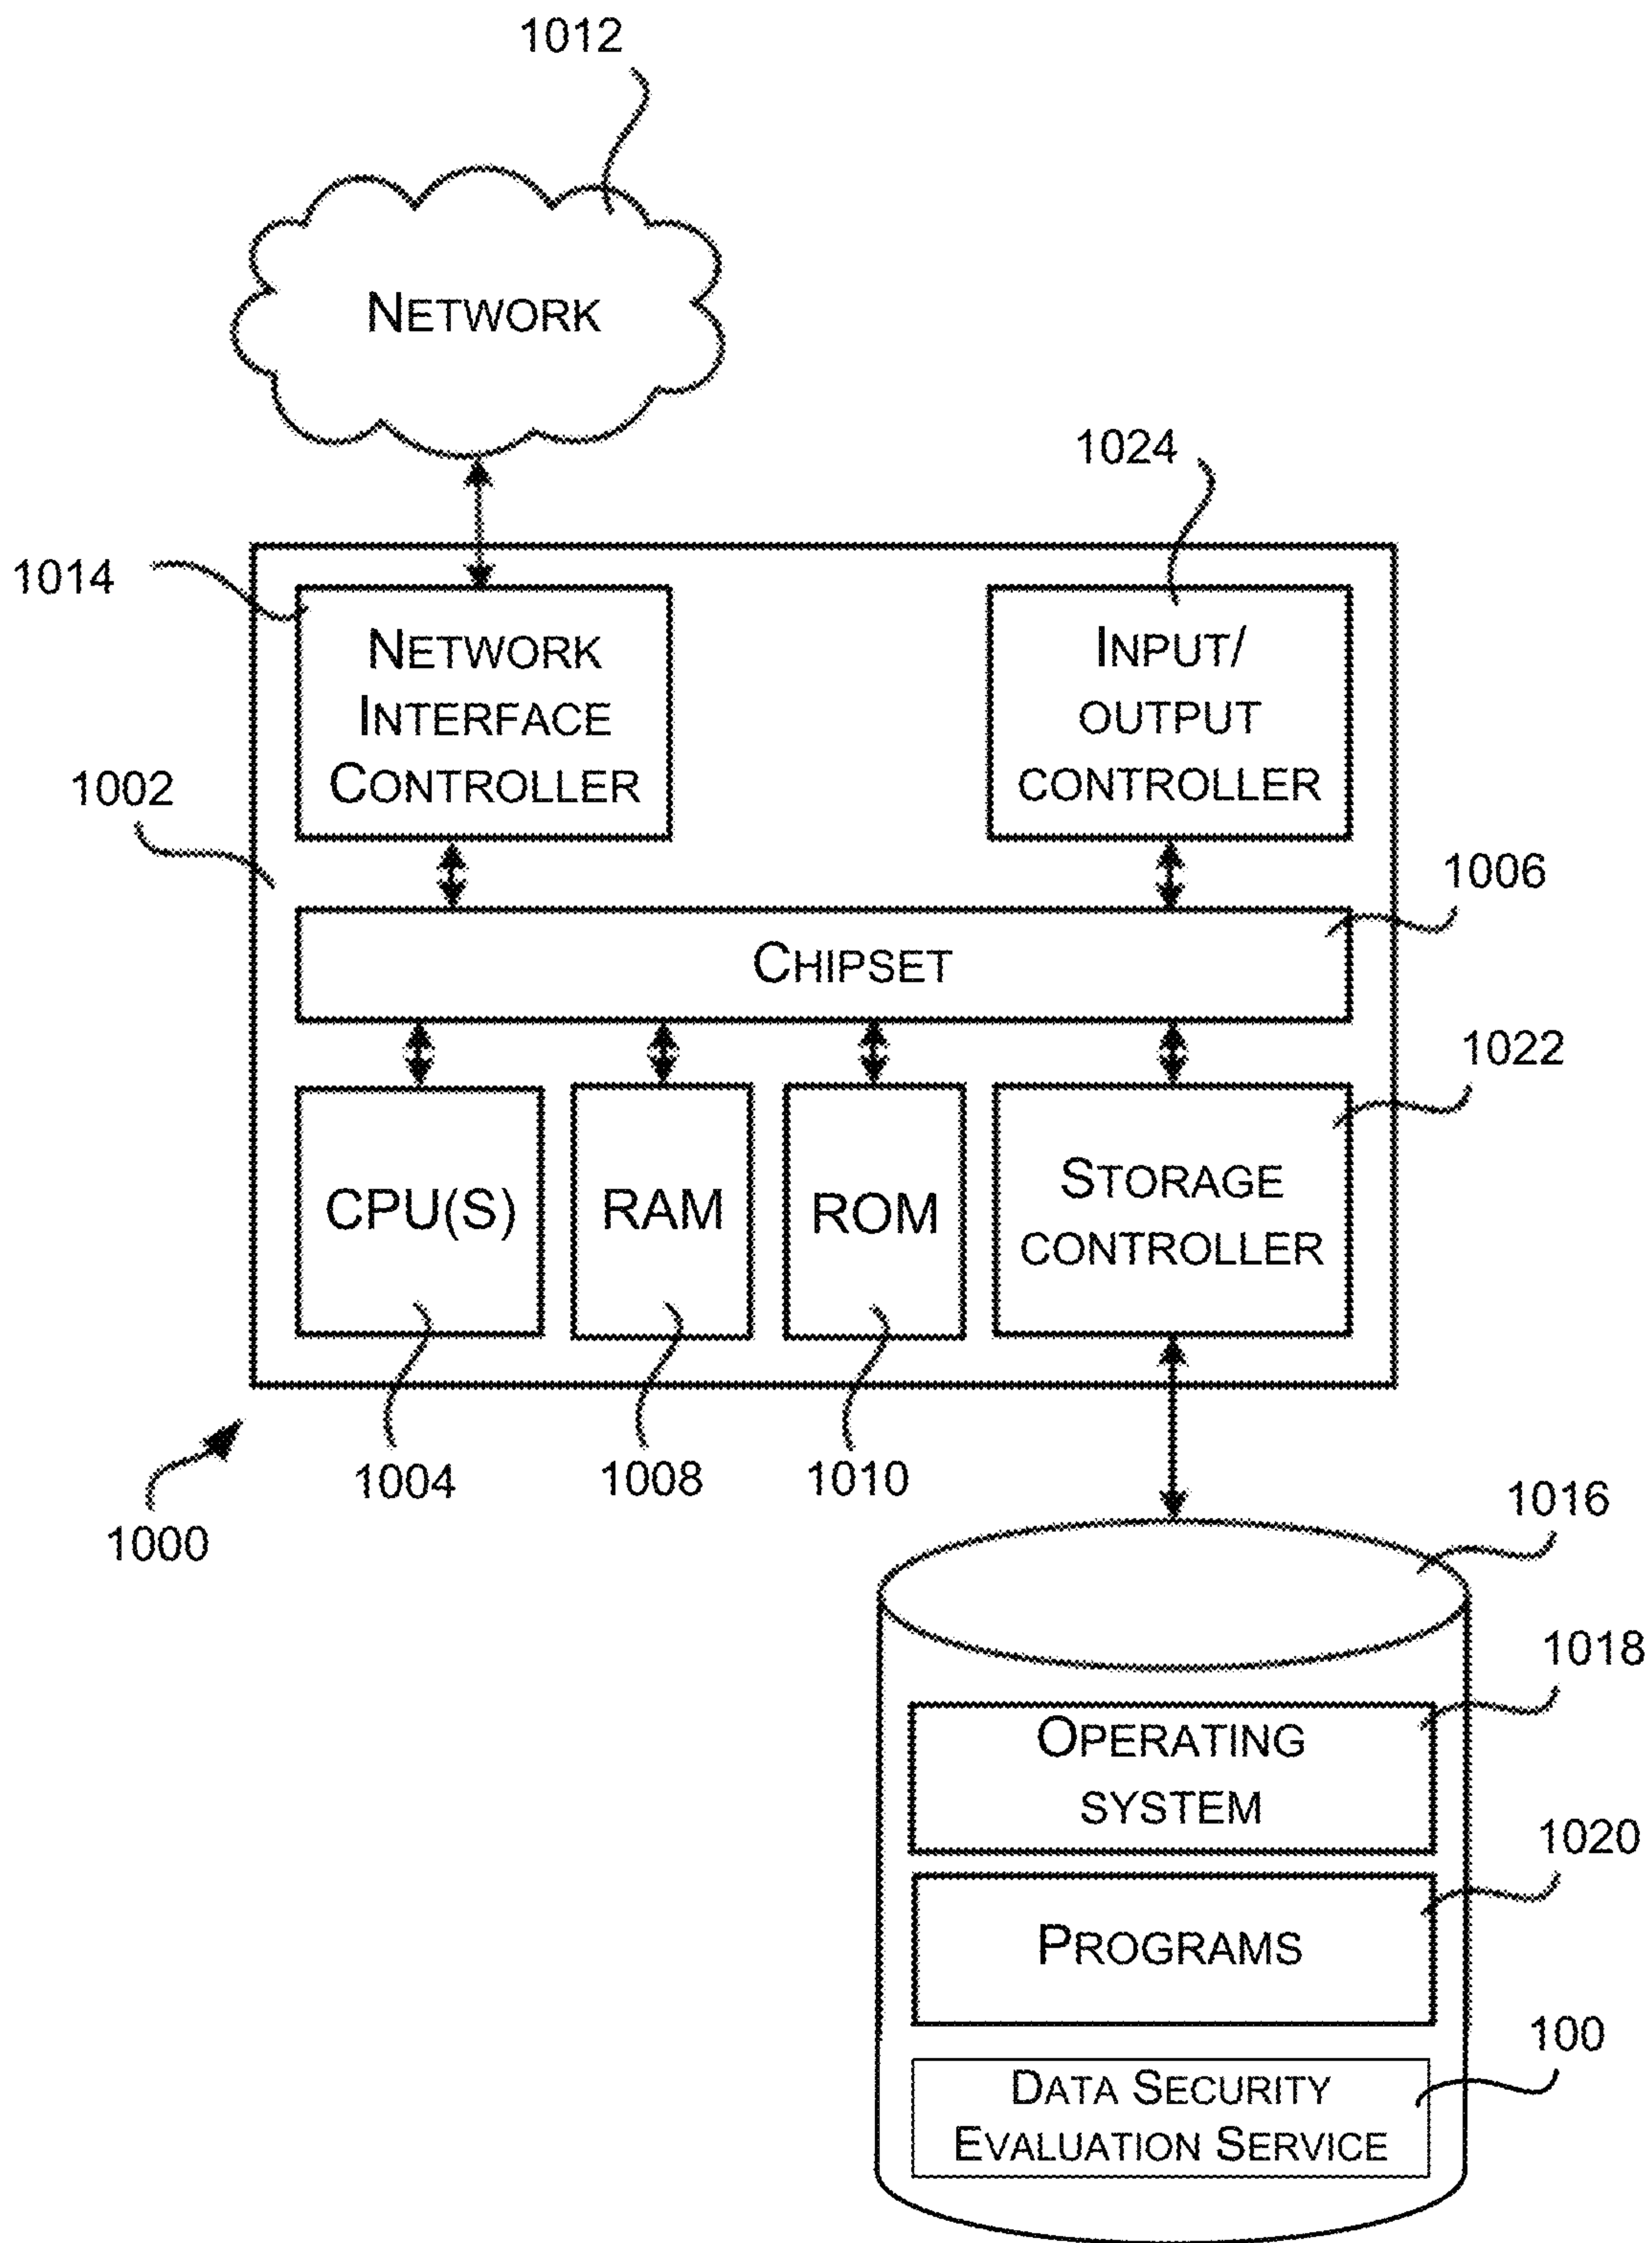 1012
NETWORK
1024
1014
NETWORK
INTERFACE
CONTROLLER
INPUT/
OUTPUT
CONTROLLER
1002
1006
CHIPSET
1022
CPU(S)
RAM
ROM
STORAGE
CONTROLLER
1004
1008
1010
1000
1016
1018
OPERATING
SYSTEM
1020
PROGRAMS
100
DATA SECURITY
EVALUATION SERVICE